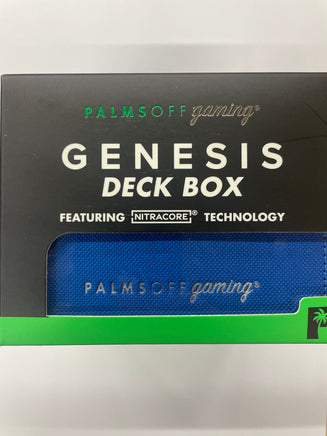 PALMSOFF gaming®
GENESIS
DECK BOX
FEATURING NITRACORE® TECHNOLOGY
PALMSOFF gaming®